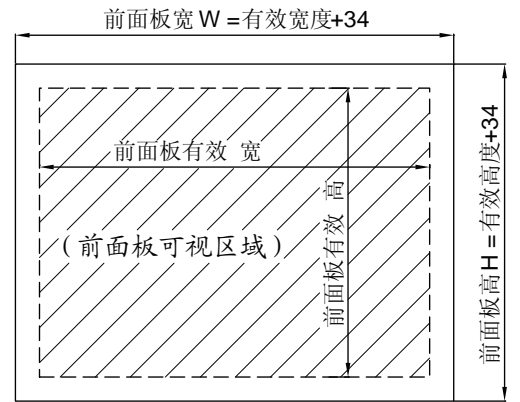 前面板宽 W =有效宽度+34
前面板有效 宽
(前面板可视区域)
前面板有效 高
前面板高H =有效高度+34